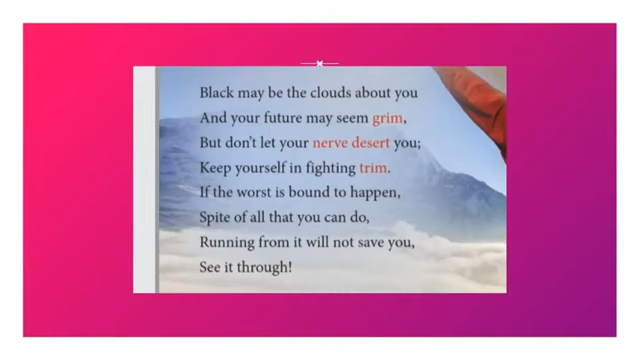 Black may be the clouds about you
And your future may seem grim,
But don't let your nerve desert you;
Keep yourself in fighting trim.
If the worst is bound to happen,
Spite of all that you can do,
Running from it will not save you,
See it through!